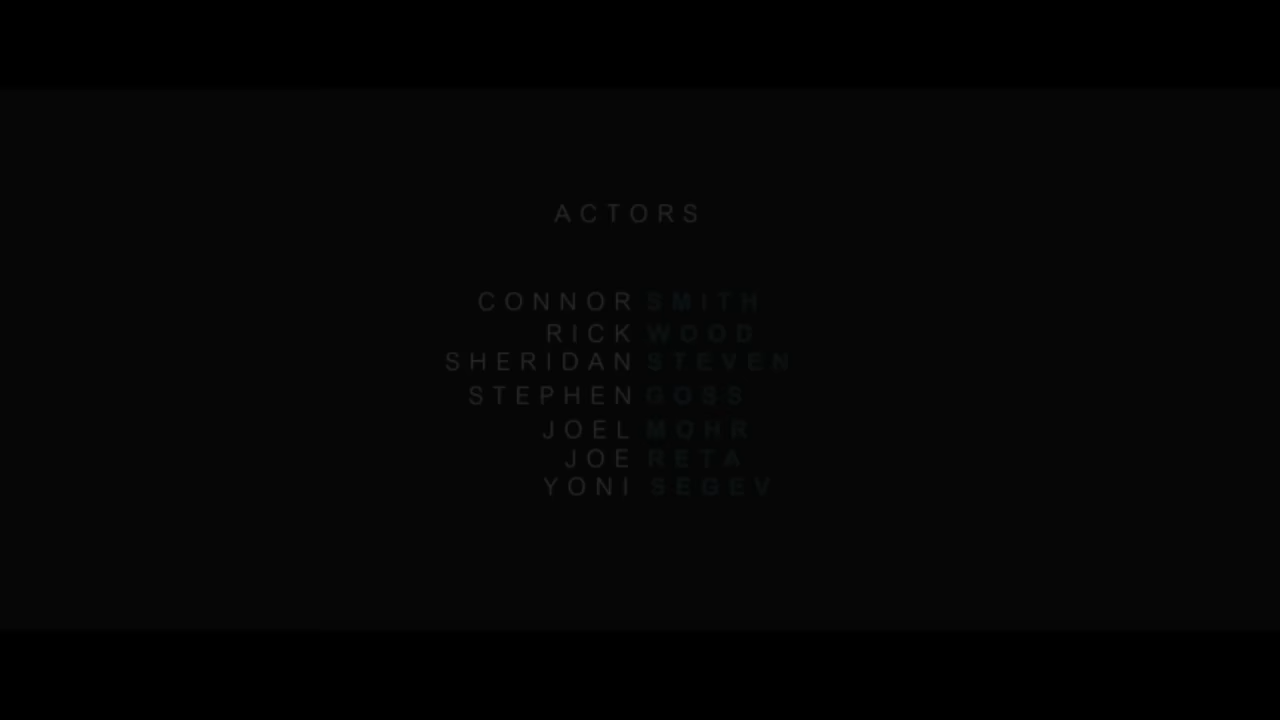 ACTORS
CONNOR SMITH
RICK WOOD
SHERIDAN STEVEN
STEPHEN GOSS
JOEL MOHR
JOE RETA
YONI SEGEV